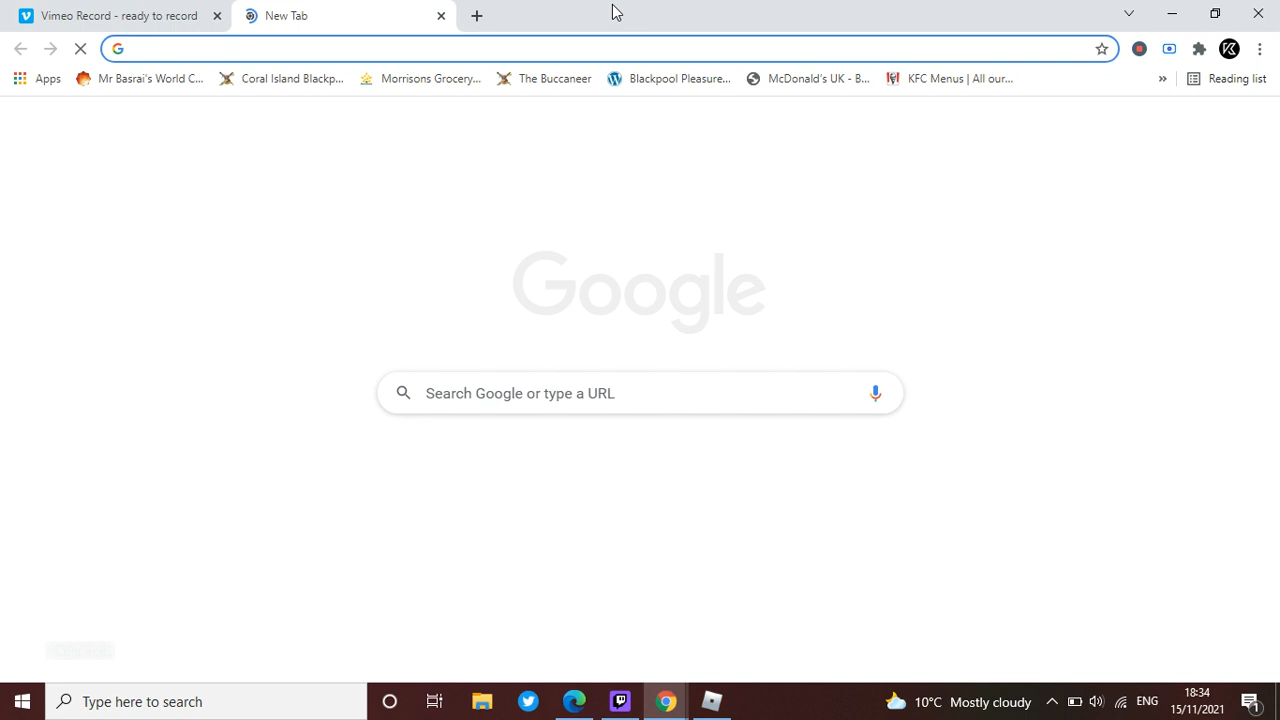 Vimeo Record - ready to record
New Tab
Apps
Mr Basrai's World C...
Coral Island Blackp...
Morrisons Grocery...
The Buccaneer
Blackpool Pleasure...
McDonald's UK - B...
KFC Menus | All our...
»
Reading list
Google
Search Google or type a URL
Type here to search
10°C Mostly cloudy
ENG
18:34
15/11/2021
1